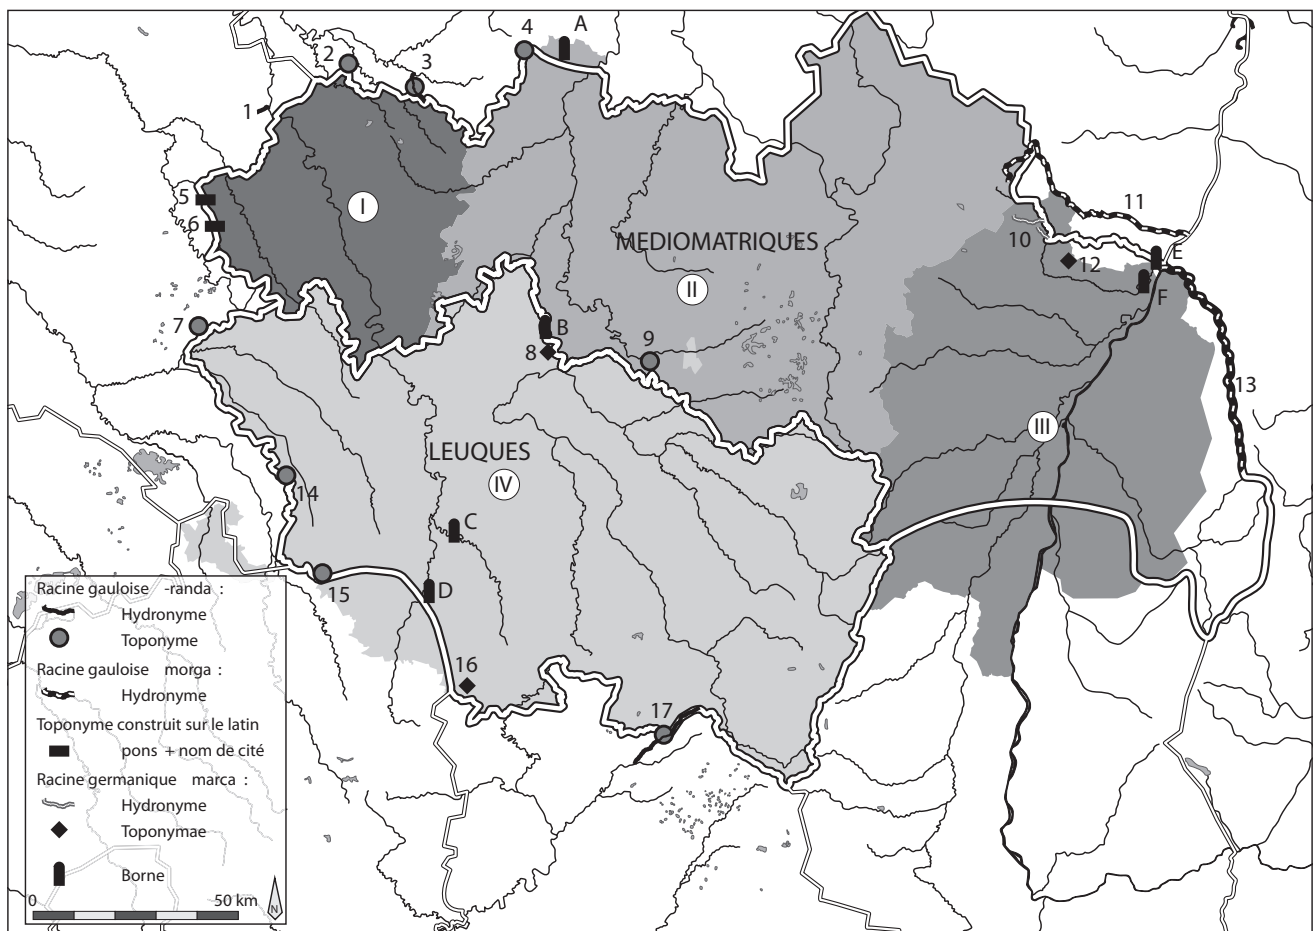 4
A
2
3
1
5
6
I
11
10
12
E
F
MEDIOMATRIQUES
II
7
B
8
9
13
III
LEUQUES
IV
14
C
15
D
16
17
Racine gauloise -randa :
Hydronyme
Toponyme
Racine gauloise morga :
Hydronyme
Toponyme construit sur le latin
pons + nom de cité
Racine germanique marca :
Hydronyme
Toponymae
Borne
0 50 km
N